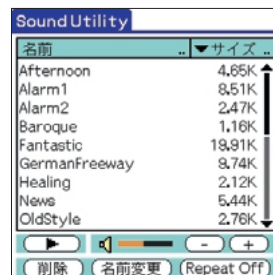 Sound Utility
名前 .. ▼サイズ ..
Afternoon 4.65K
Alarm1 8.51K
Alarm2 2.47K
Baroque 1.16K
Fantastic 19.91K
GermanFreeway 9.74K
Healing 2.12K
News 5.44K
OldStyle 2.76K
- +
削除 名前変更 Repeat Off